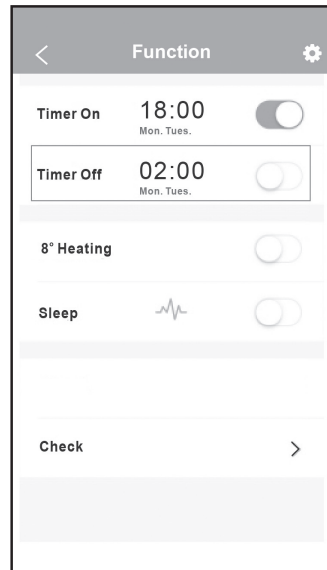 Function
Timer On 18:00
Mon. Tues.
Timer Off 02:00
Mon. Tues.
8° Heating
Sleep
Check